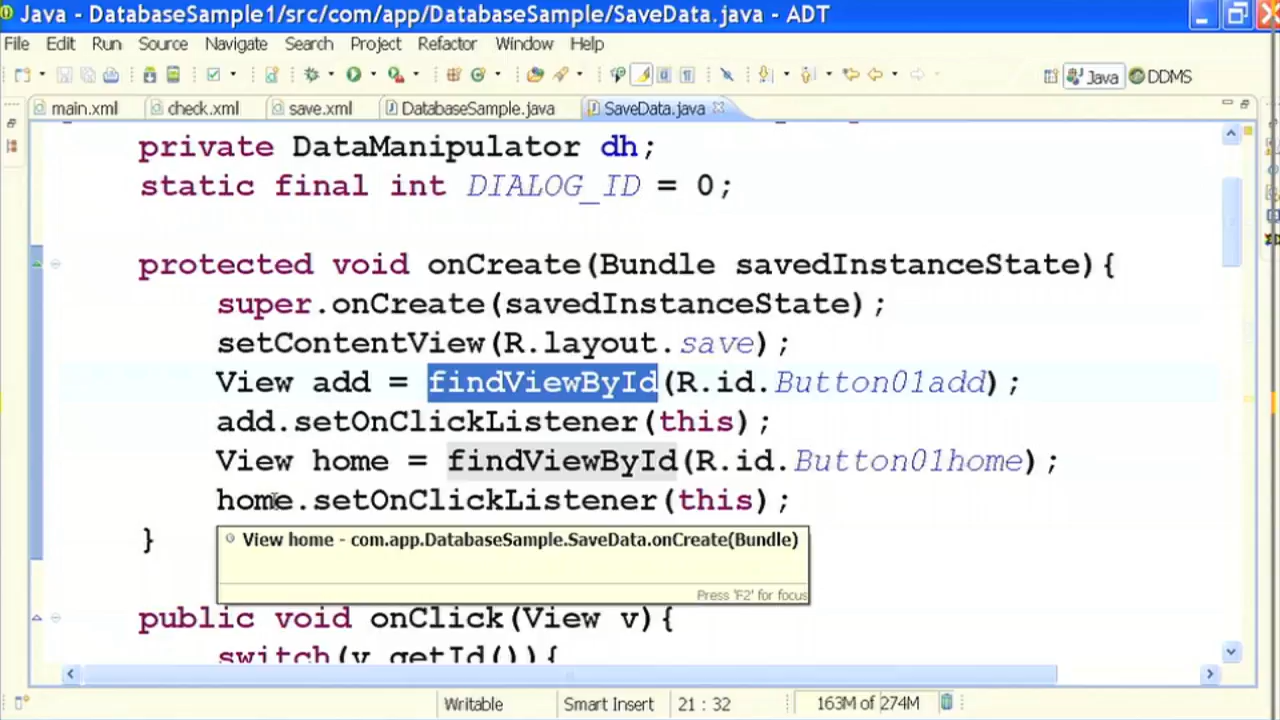 Java - DatabaseSample1/src/com/app/DatabaseSample/SaveData.java - ADT
File Edit Run Source Navigate Search Project Refactor Window Help
Java DDMS
main.xml check.xml save.xml DatabaseSample.java SaveData.java
private DataManipulator dh;
static final int DIALOG_ID = 0;
protected void onCreate(Bundle savedInstanceState){
super.onCreate(savedInstanceState);
setContentView(R.layout.save);
View add = findViewById(R.id.Button01add);
add.setOnClickListener(this);
View home = findViewById(R.id.Button01home);
home.setOnClickListener(this);
}
View home - com.app.DatabaseSample.SaveData.onCreate(Bundle)
Press 'F2' for focus
public void onClick(View v){
switch(v.getId()){
Writable Smart Insert 21 : 32 163M of 274M